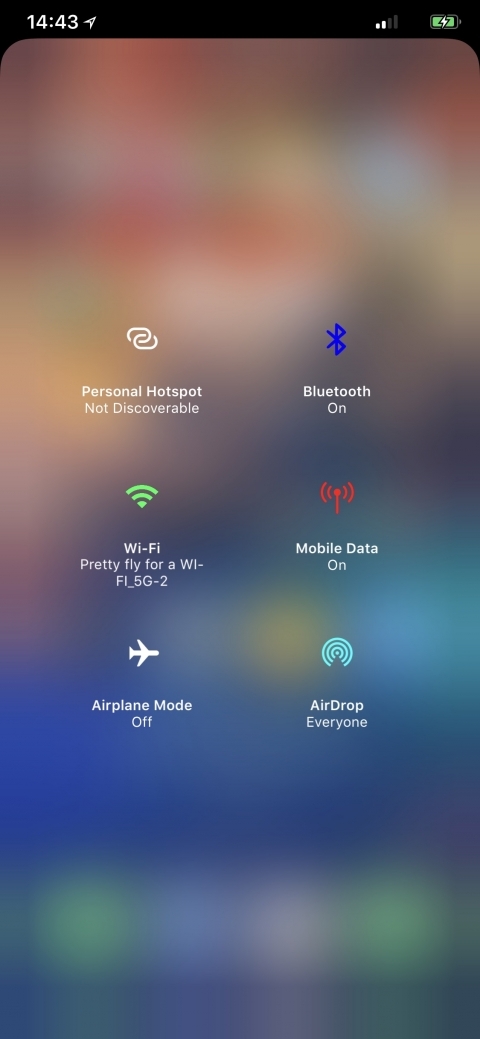 14:43
Personal Hotspot
Not Discoverable
Bluetooth
On
Wi-Fi
Pretty fly for a WI-
FI_5G-2
Mobile Data
On
Airplane Mode
Off
AirDrop
Everyone